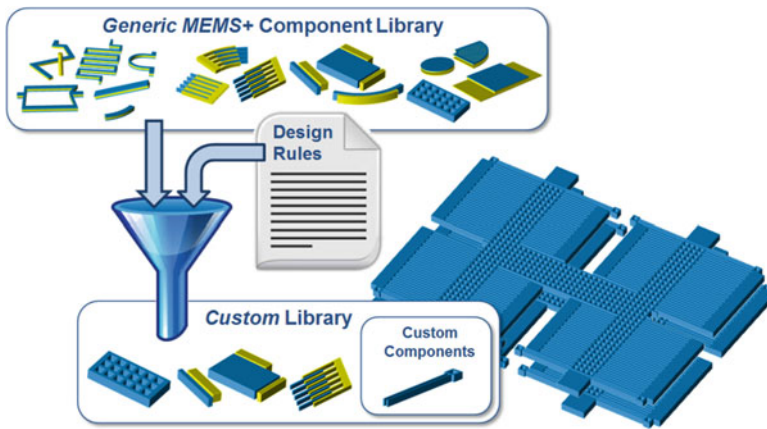 Generic MEMS+ Component Library
Design
Rules
Custom Library
Custom
Components